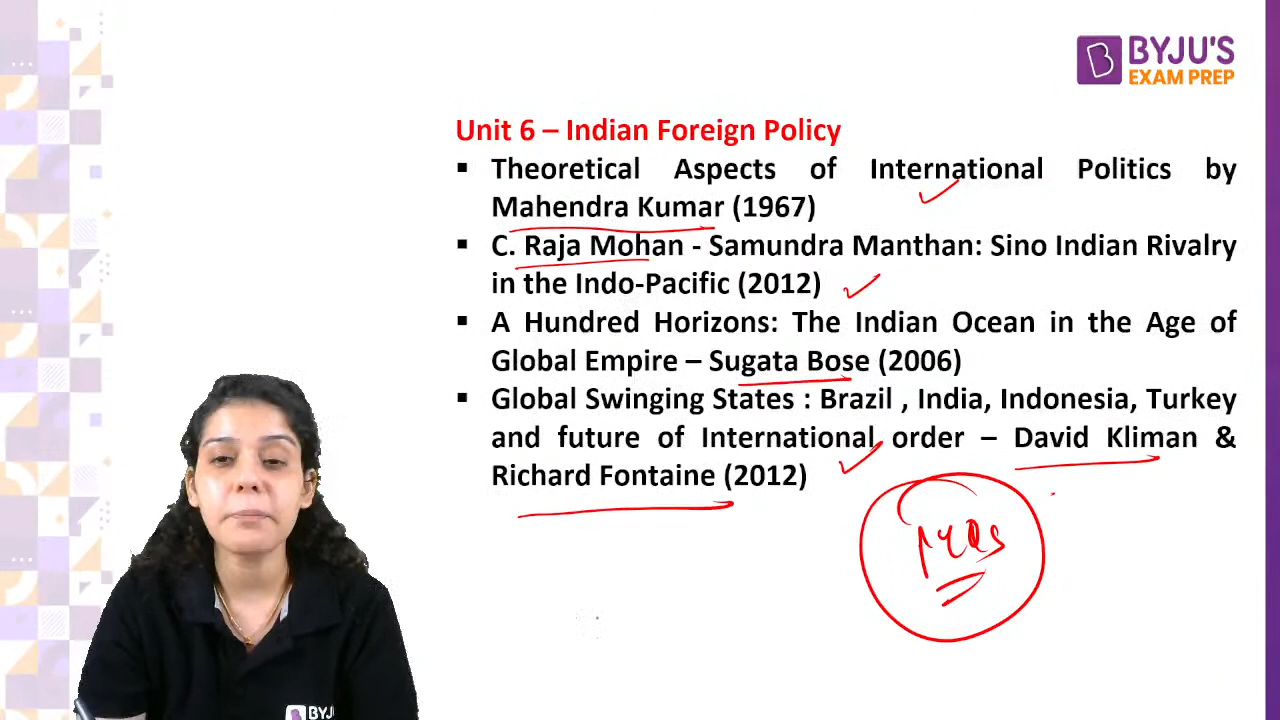 BYJU'S
EXAM PREP
Unit 6 – Indian Foreign Policy
▪ Theoretical Aspects of International Politics by
Mahendra Kumar (1967)
▪ C. Raja Mohan - Samundra Manthan: Sino Indian Rivalry
in the Indo-Pacific (2012)
▪ A Hundred Horizons: The Indian Ocean in the Age of
Global Empire – Sugata Bose (2006)
▪ Global Swinging States : Brazil , India, Indonesia, Turkey
and future of International order – David Kliman &
Richard Fontaine (2012)
PYQs
BYJU